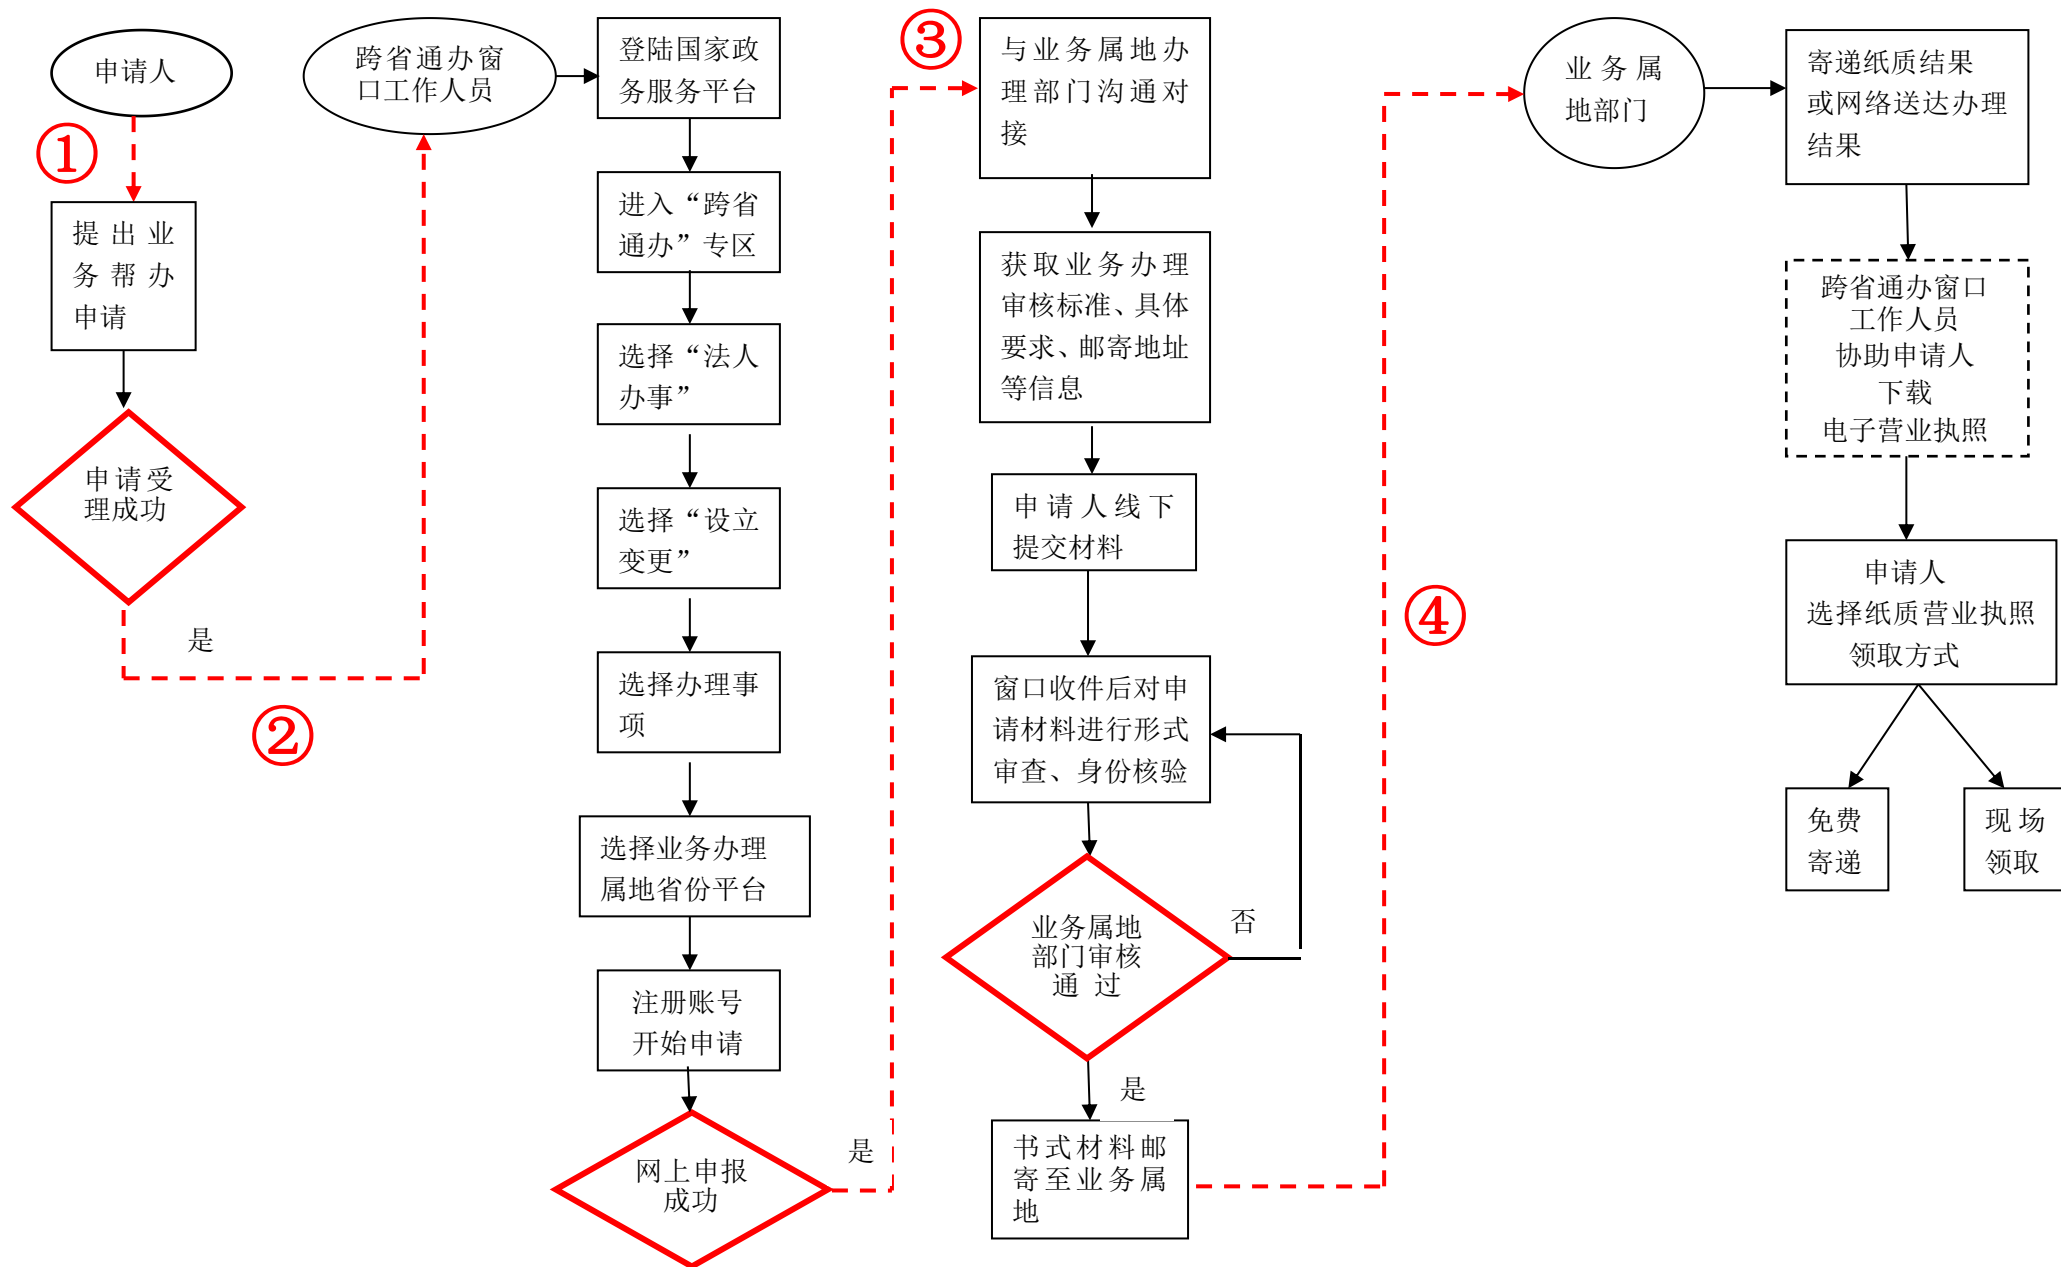 申请人
①
提出业
务帮办
申请
申请受
理成功
是
②
跨省通办窗
口工作人员
登陆国家政
务服务平台
进入“跨省
通办”专区
选择“法人
办事”
选择“设立
变更”
选择办理事
项
选择业务办理
属地省份平台
注册账号
开始申请
网上申报
成功
是
③
与业务属地办
理部门沟通对
接
获取业务办理
审核标准、具体
要求、邮寄地址
等信息
申请人线下
提交材料
窗口收件后对申
请材料进行形式
审查、身份核验
业务属地
部门审核
通 过
否
是
书式材料邮
寄至业务属
地
④
业务属
地部门
寄递纸质结果
或网络送达办理
结果
跨省通办窗口
工作人员
协助申请人
下载
电子营业执照
申请人
选择纸质营业执照
领取方式
免费
寄递
现场
领取